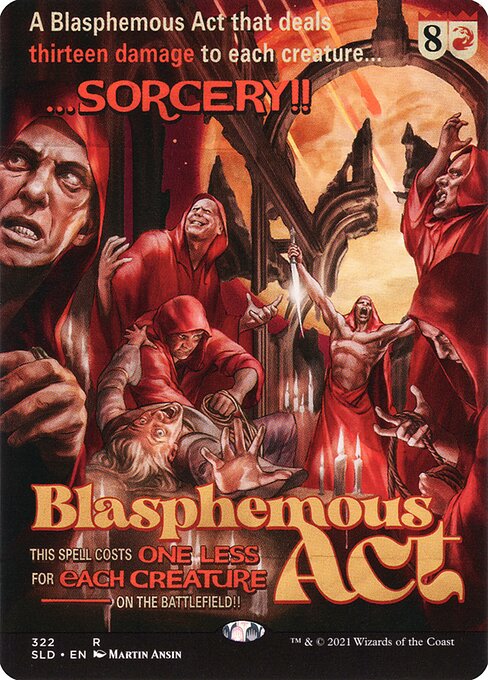 A Blasphemous Act that deals
thirteen damage to each creature...
8
...SORCERY!!
Blasphemous
Act
THIS SPELL COSTS ONE LESS
FOR EACH CREATURE
ON THE BATTLEFIELD!!
322 R
SLD • EN MARTIN ANSIN
™ & © 2021 Wizards of the Coast